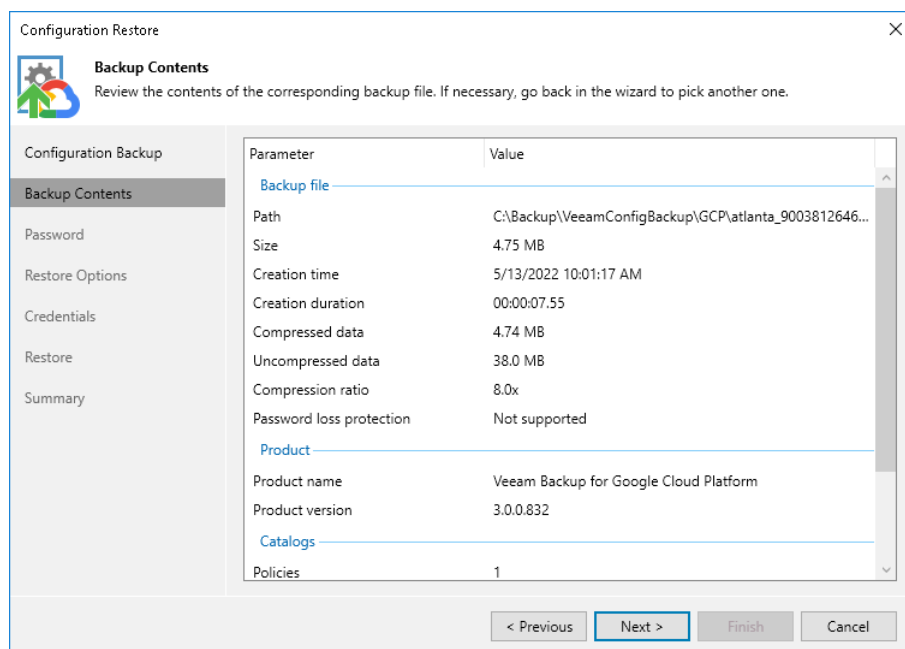 Configuration Restore
Backup Contents
Review the contents of the corresponding backup file. If necessary, go back in the wizard to pick another one.
Configuration Backup
Backup Contents
Password
Restore Options
Credentials
Restore
Summary
Parameter Value
Backup file
Path C:\Backup\VeeamConfigBackup\GCP\atlanta_9003812646...
Size 4.75 MB
Creation time 5/13/2022 10:01:17 AM
Creation duration 00:00:07.55
Compressed data 4.74 MB
Uncompressed data 38.0 MB
Compression ratio 8.0x
Password loss protection Not supported
Product
Product name Veeam Backup for Google Cloud Platform
Product version 3.0.0.832
Catalogs
Policies 1
< Previous Next > Finish Cancel